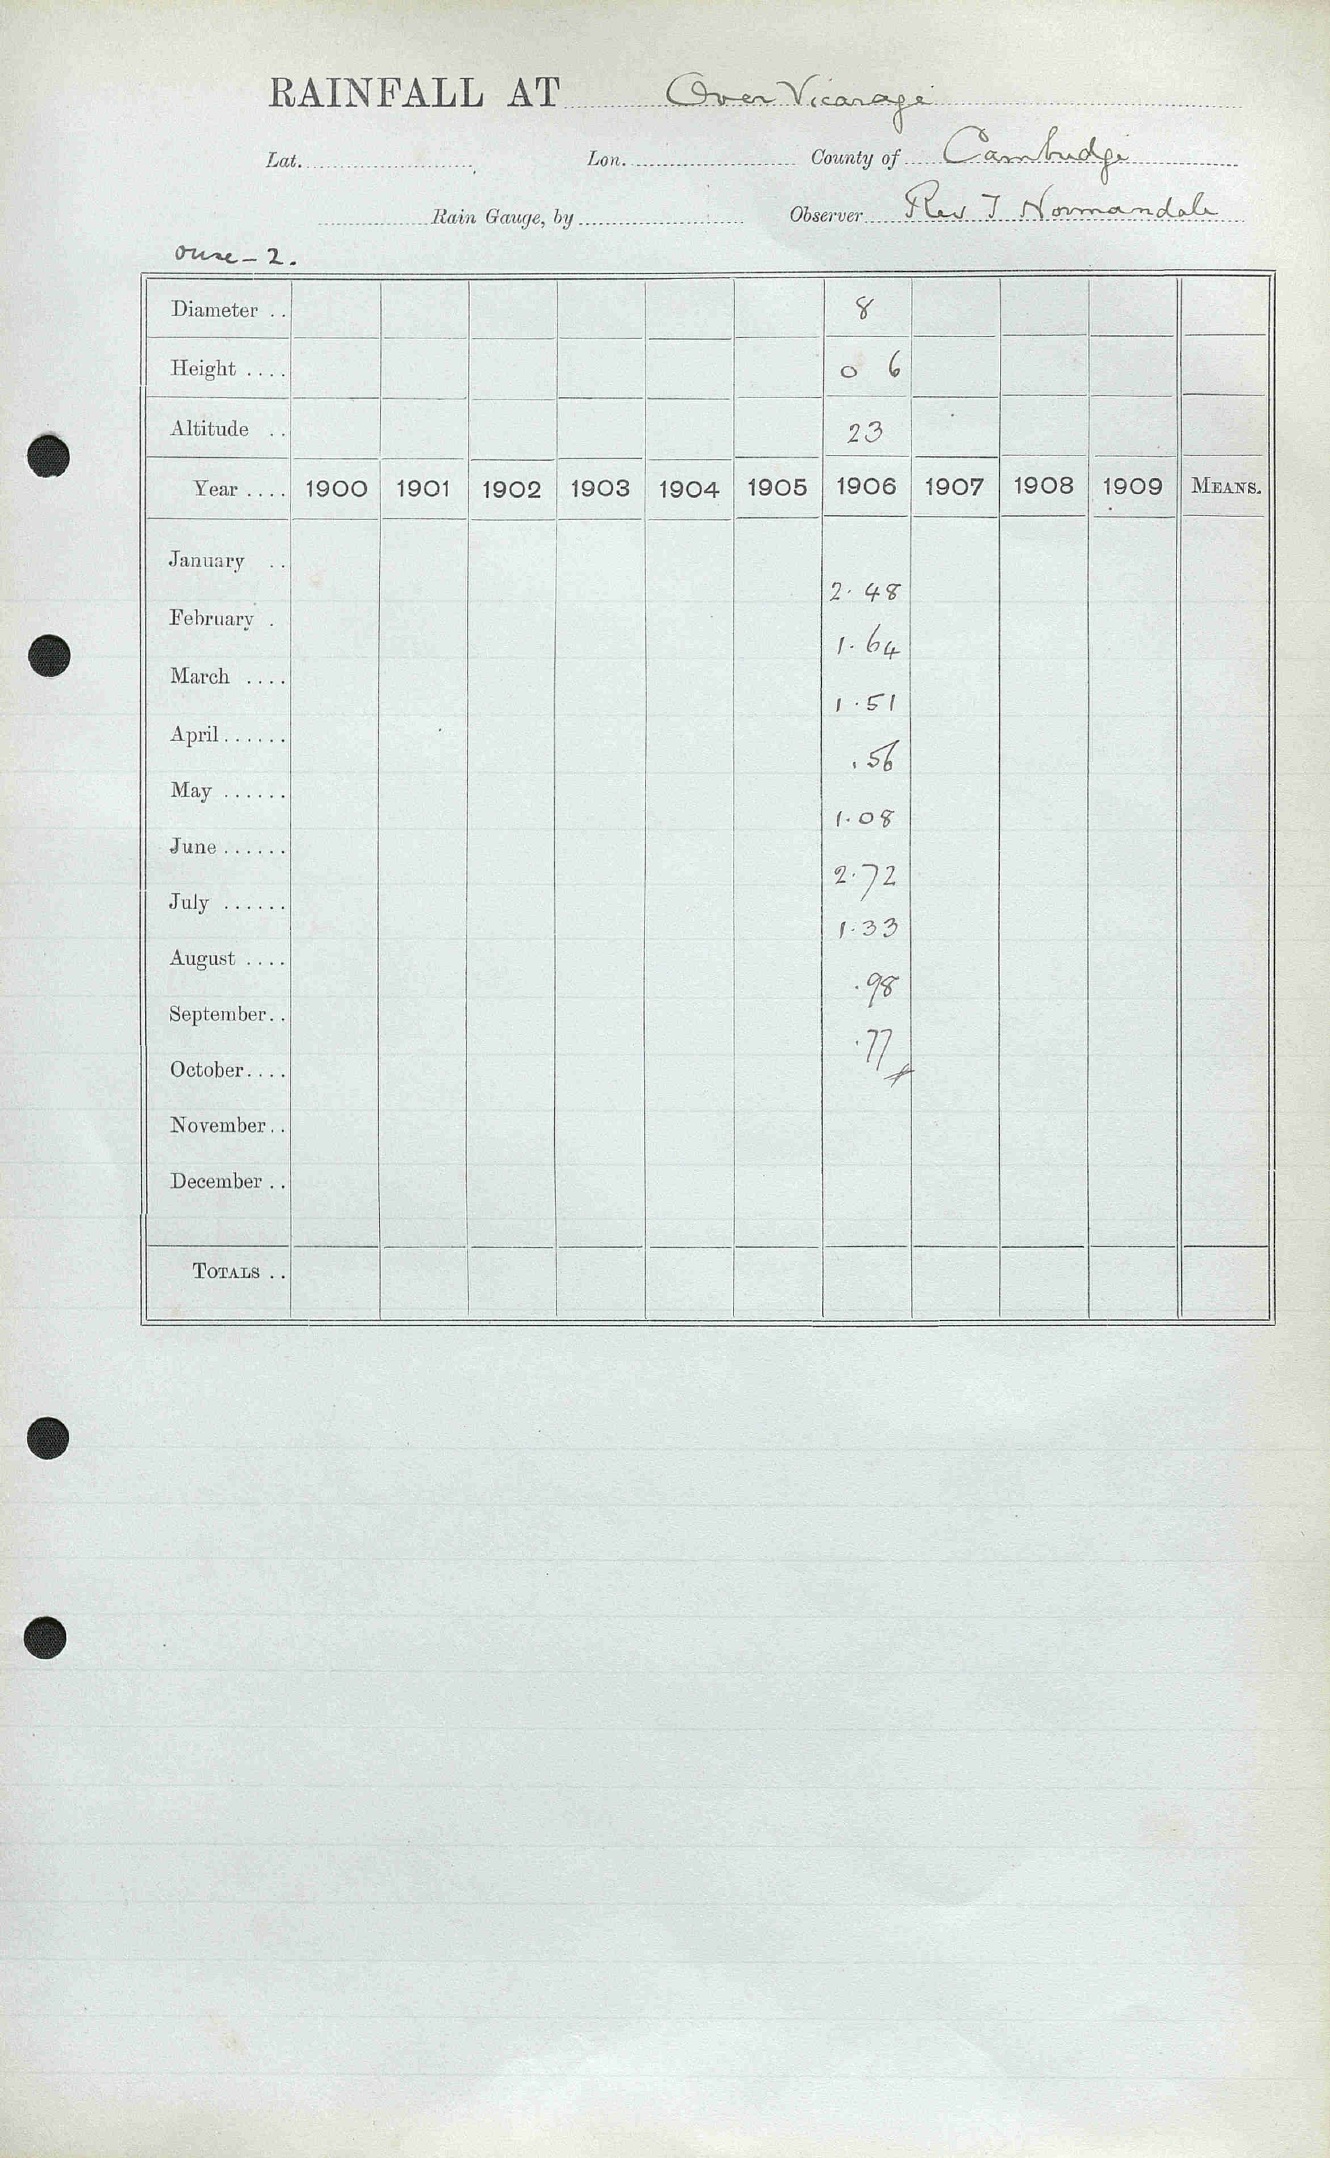 RAINFALL AT Over Vicarage
Lat. Lon. County of Cambridge
Rain Gauge, by Observer Rev T Normandale
Ouse - 2.
Diameter . . 8
Height . . . . 0 6
Altitude . . 23
Year . . . . 1900 1901 1902 1903 1904 1905 1906 1907 1908 1909 MEANS.
January . .
2.48
February .
1.64
March . . . .
1.51
April . . . . . .
.56
May . . . . . .
1.08
June . . . . . .
2.72
July . . . . . .
1.33
August . . . .
.98
September. .
.77
October. . . .
November. .
December . .
TOTALS . .